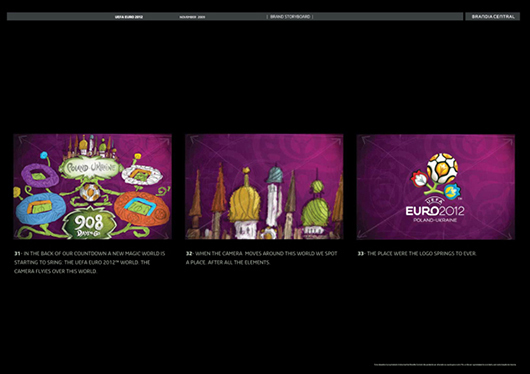 UEFA EURO 2012 NOVEMBER 2009 | BRAND STORYBOARD | BRANDIA CENTRAL
POLAND UKRAINE
908
DAYS TO GO
UEFA
EURO2012
POLAND-UKRAINE
31- IN THE BACK OF OUR COUNTDOWN A NEW MAGIC WORLD IS
STARTING TO SRING. THE UEFA EURO 2012™ WORLD. THE
CAMERA FLYIES OVER THIS WORLD.
32- WHEN THE CAMERA MOVES AROUND THIS WORLD WE SPOT
A PLACE, AFTER ALL THE ELEMENTS.
33- THE PLACE WERE THE LOGO SPRINGS TO EVER.